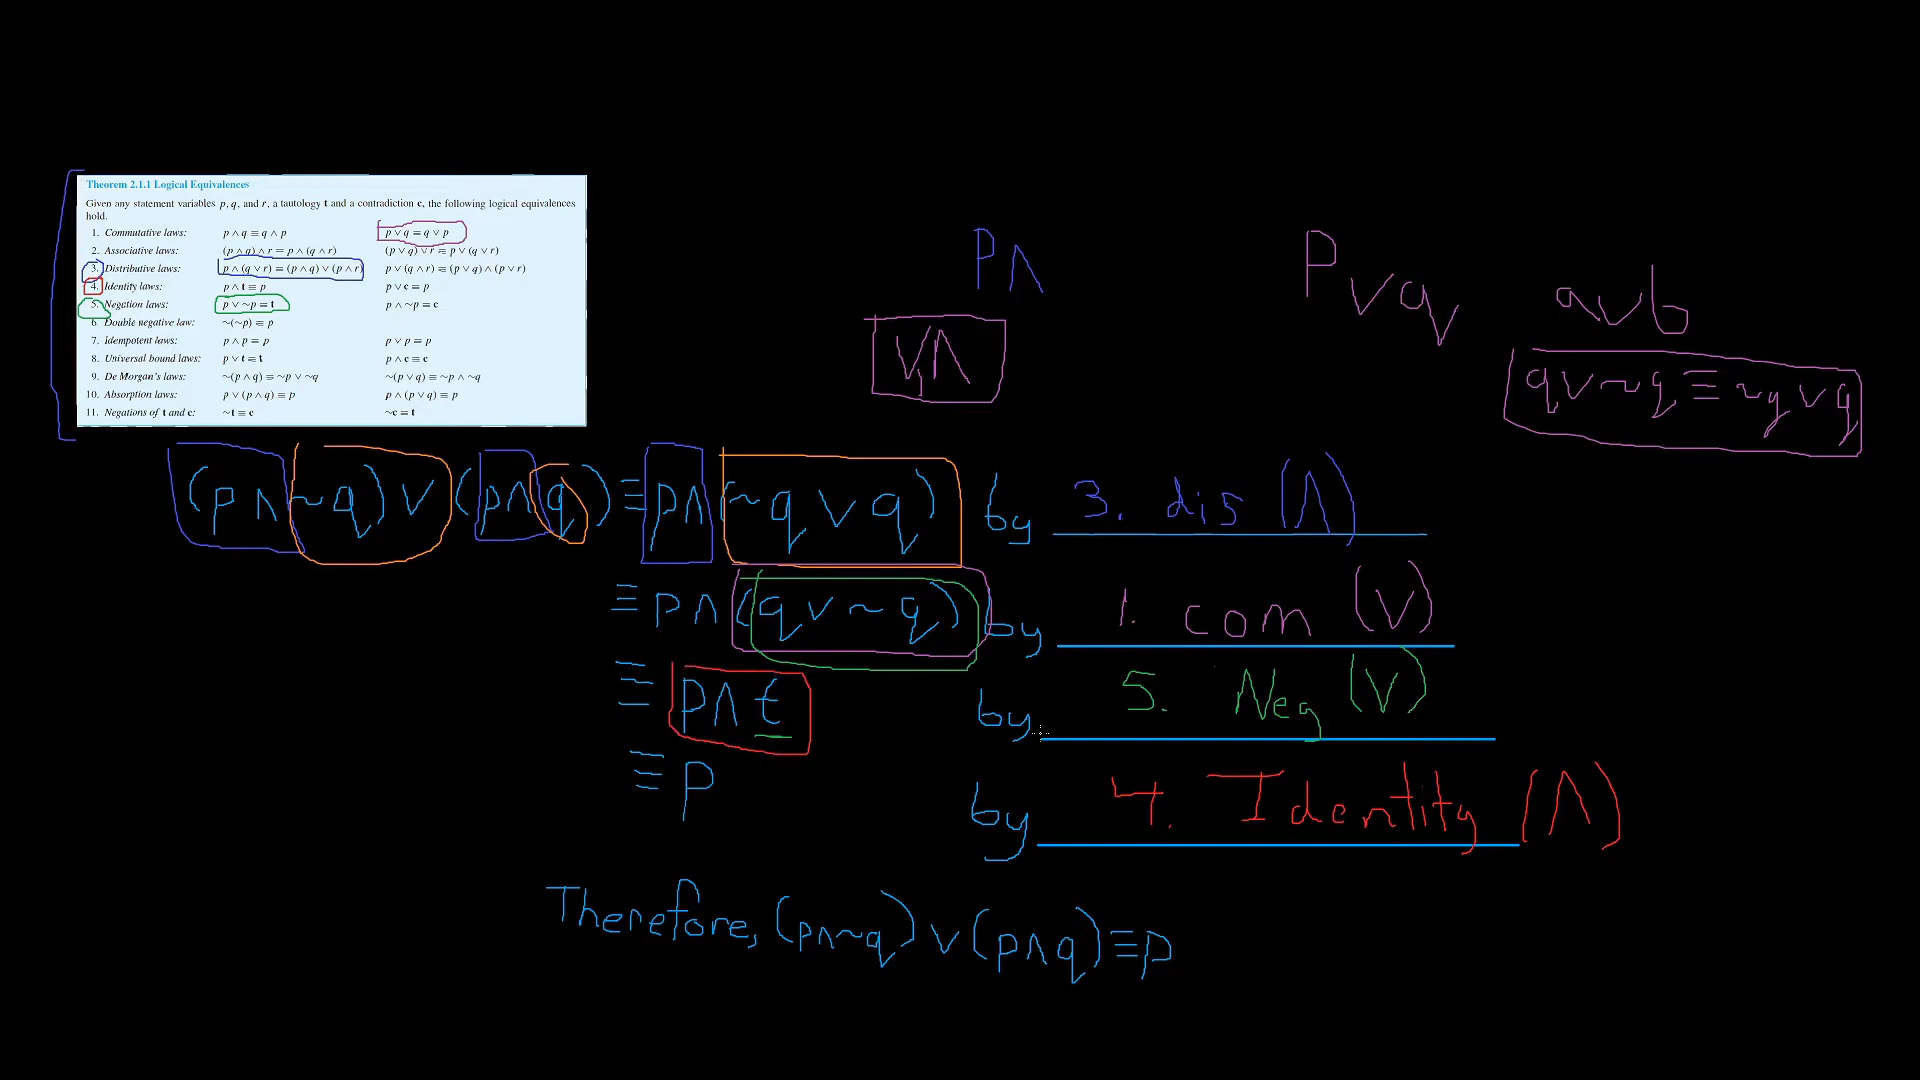 Theorem 2.1.1 Logical Equivalences
Given any statement variables p, q, and r, a tautology t and a contradiction c, the following logical equivalences
hold.
1. Commutative laws: p ∧ q ≡ q ∧ p p ∨ q ≡ q ∨ p
2. Associative laws: (p ∧ q) ∧ r ≡ p ∧ (q ∧ r) (p ∨ q) ∨ r ≡ p ∨ (q ∨ r)
3. Distributive laws: p ∧ (q ∨ r) ≡ (p ∧ q) ∨ (p ∧ r) p ∨ (q ∧ r) ≡ (p ∨ q) ∧ (p ∨ r)
4. Identity laws: p ∧ t ≡ p p ∨ c ≡ p
5. Negation laws: p ∨ ~p ≡ t p ∧ ~p ≡ c
6. Double negative law: ~(~p) ≡ p
7. Idempotent laws: p ∧ p ≡ p p ∨ p ≡ p
8. Universal bound laws: p ∨ t ≡ t p ∧ c ≡ c
9. De Morgan's laws: ~(p ∧ q) ≡ ~p ∨ ~q ~(p ∨ q) ≡ ~p ∧ ~q
10. Absorption laws: p ∨ (p ∧ q) ≡ p p ∧ (p ∨ q) ≡ p
11. Negations of t and c: ~t ≡ c ~c ≡ t
P∧
∨,∧
P∨q
a∨b
q∨~q ≡ ~q∨q
(p∧~q)∨(p∧q) ≡ p∧(~q∨q) by 3. dis (∧)
≡ p∧(q∨~q) by 1. com (∨)
≡ p∧t by 5. Neg (∨)
≡ p by 4. Identity (∧)
Therefore, (p∧~q)∨(p∧q)≡p